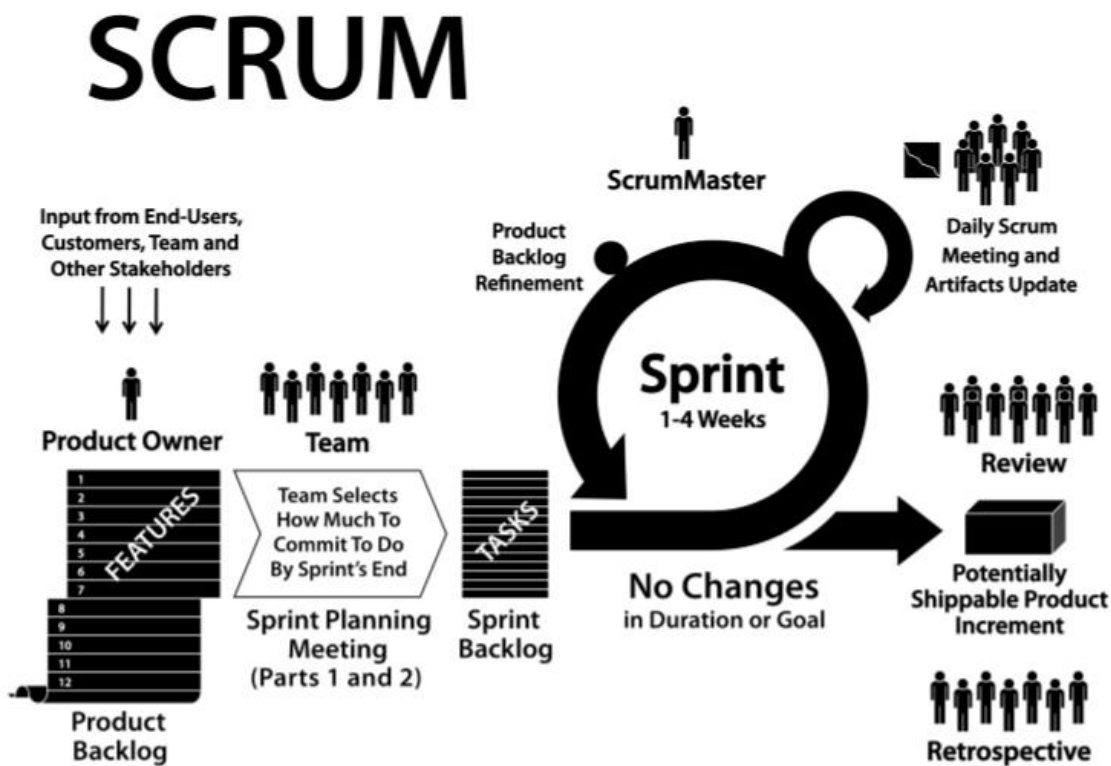 SCRUM
Input from End-Users,
Customers, Team and
Other Stakeholders
Product Owner
Team
1
2
3
4
5
6
7
8
9
10
11
12
FEATURES
Product
Backlog
Team Selects
How Much To
Commit To Do
By Sprint's End
Sprint Planning
Meeting
(Parts 1 and 2)
TASKS
Sprint
Backlog
ScrumMaster
Product
Backlog
Refinement
Sprint
1-4 Weeks
No Changes
in Duration or Goal
Daily Scrum
Meeting and
Artifacts Update
Review
Potentially
Shippable Product
Increment
Retrospective